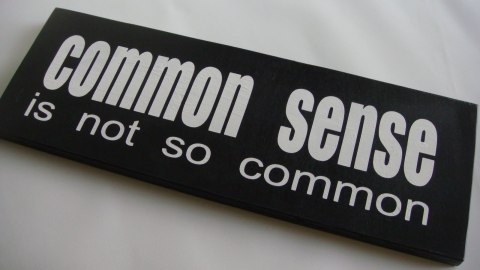 common sense
is not so common